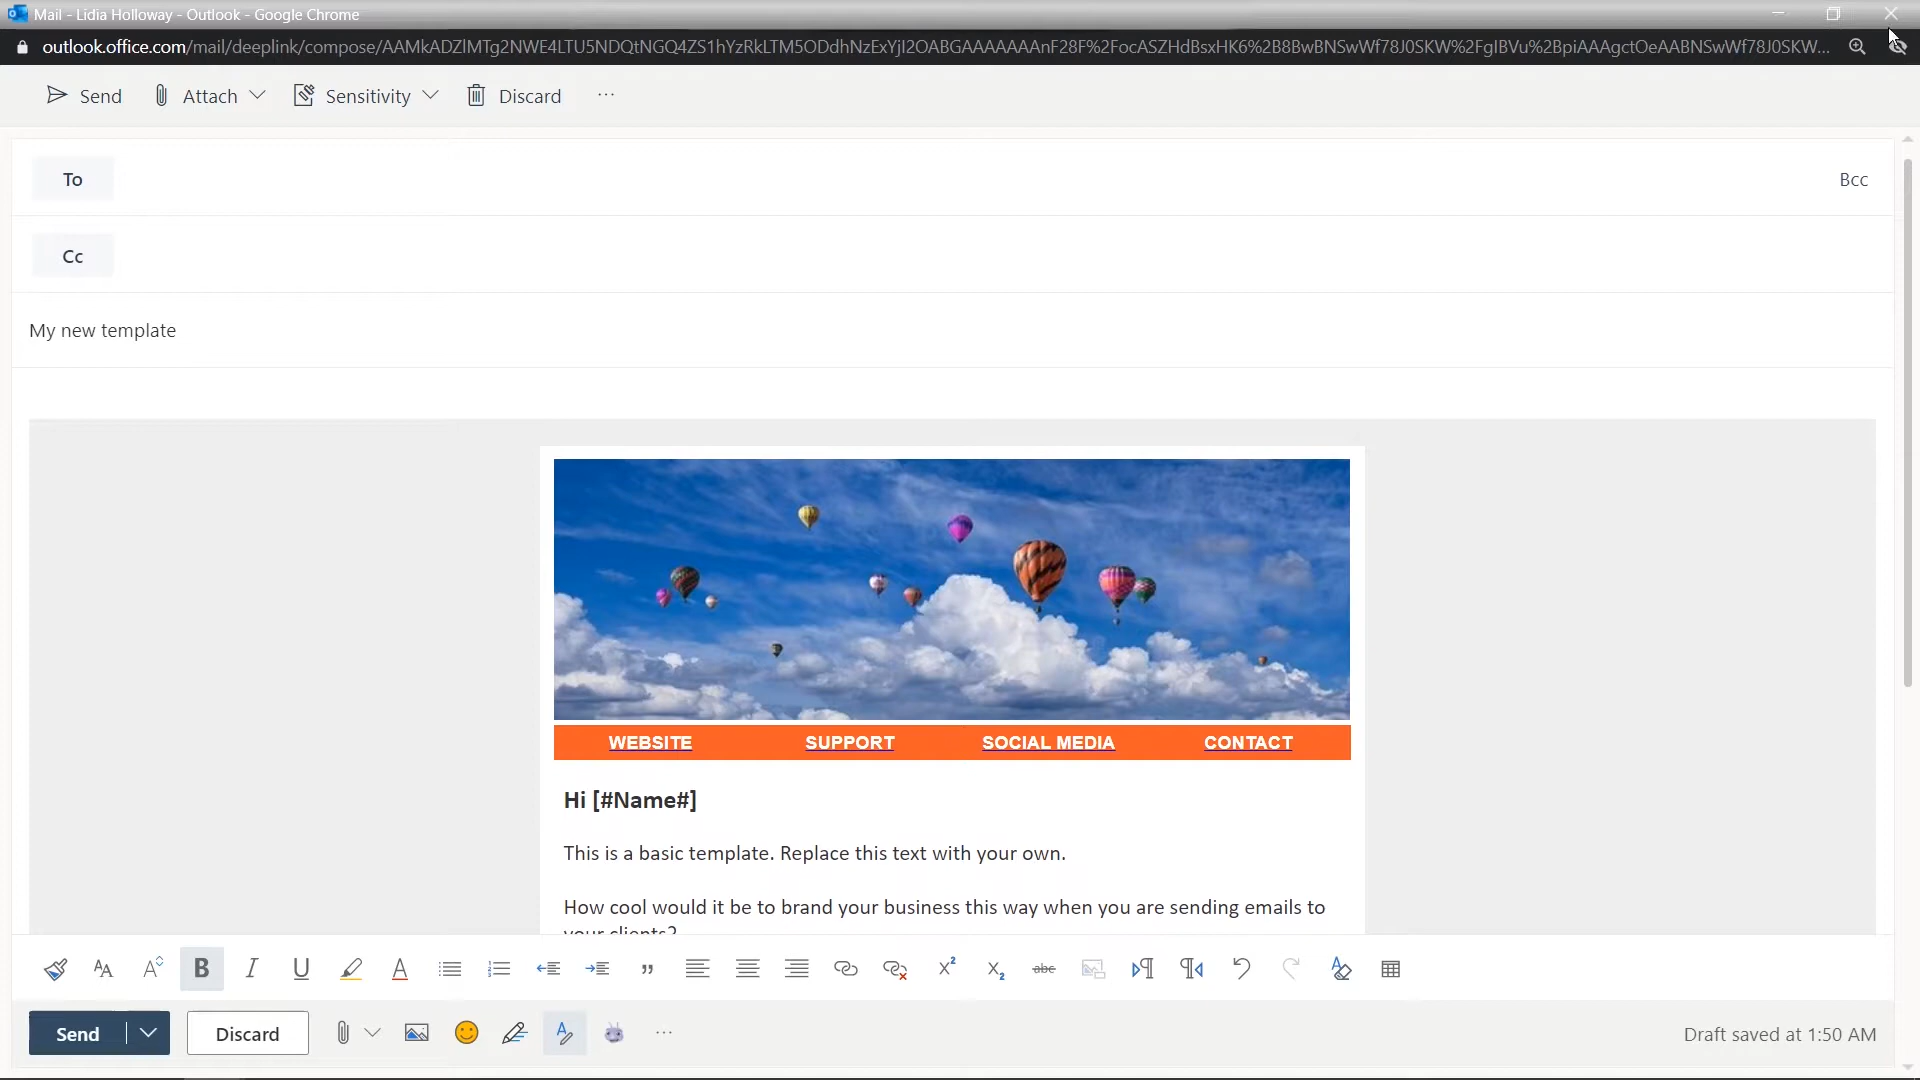 Mail - Lidia Holloway - Outlook - Google Chrome
outlook.office.com/mail/deeplink/compose/AAMkADZlMTg2NWE4LTU5NDQtNGQ4ZS1hYzRkLTM5ODdhNzExYjI2OABGAAAAAAAnF28F%2FocASZHdBsxHK6%2B8BwBNSwWf78J0SKW%2FglBVu%2BpiAAAgctOeAABNSwWf78J0SKW...
Send Attach Sensitivity Discard ...
To Bcc
Cc
My new template
WEBSITE SUPPORT SOCIAL MEDIA CONTACT
Hi [#Name#]
This is a basic template. Replace this text with your own.
How cool would it be to brand your business this way when you are sending emails to
your clients?
Send Discard ... Draft saved at 1:50 AM